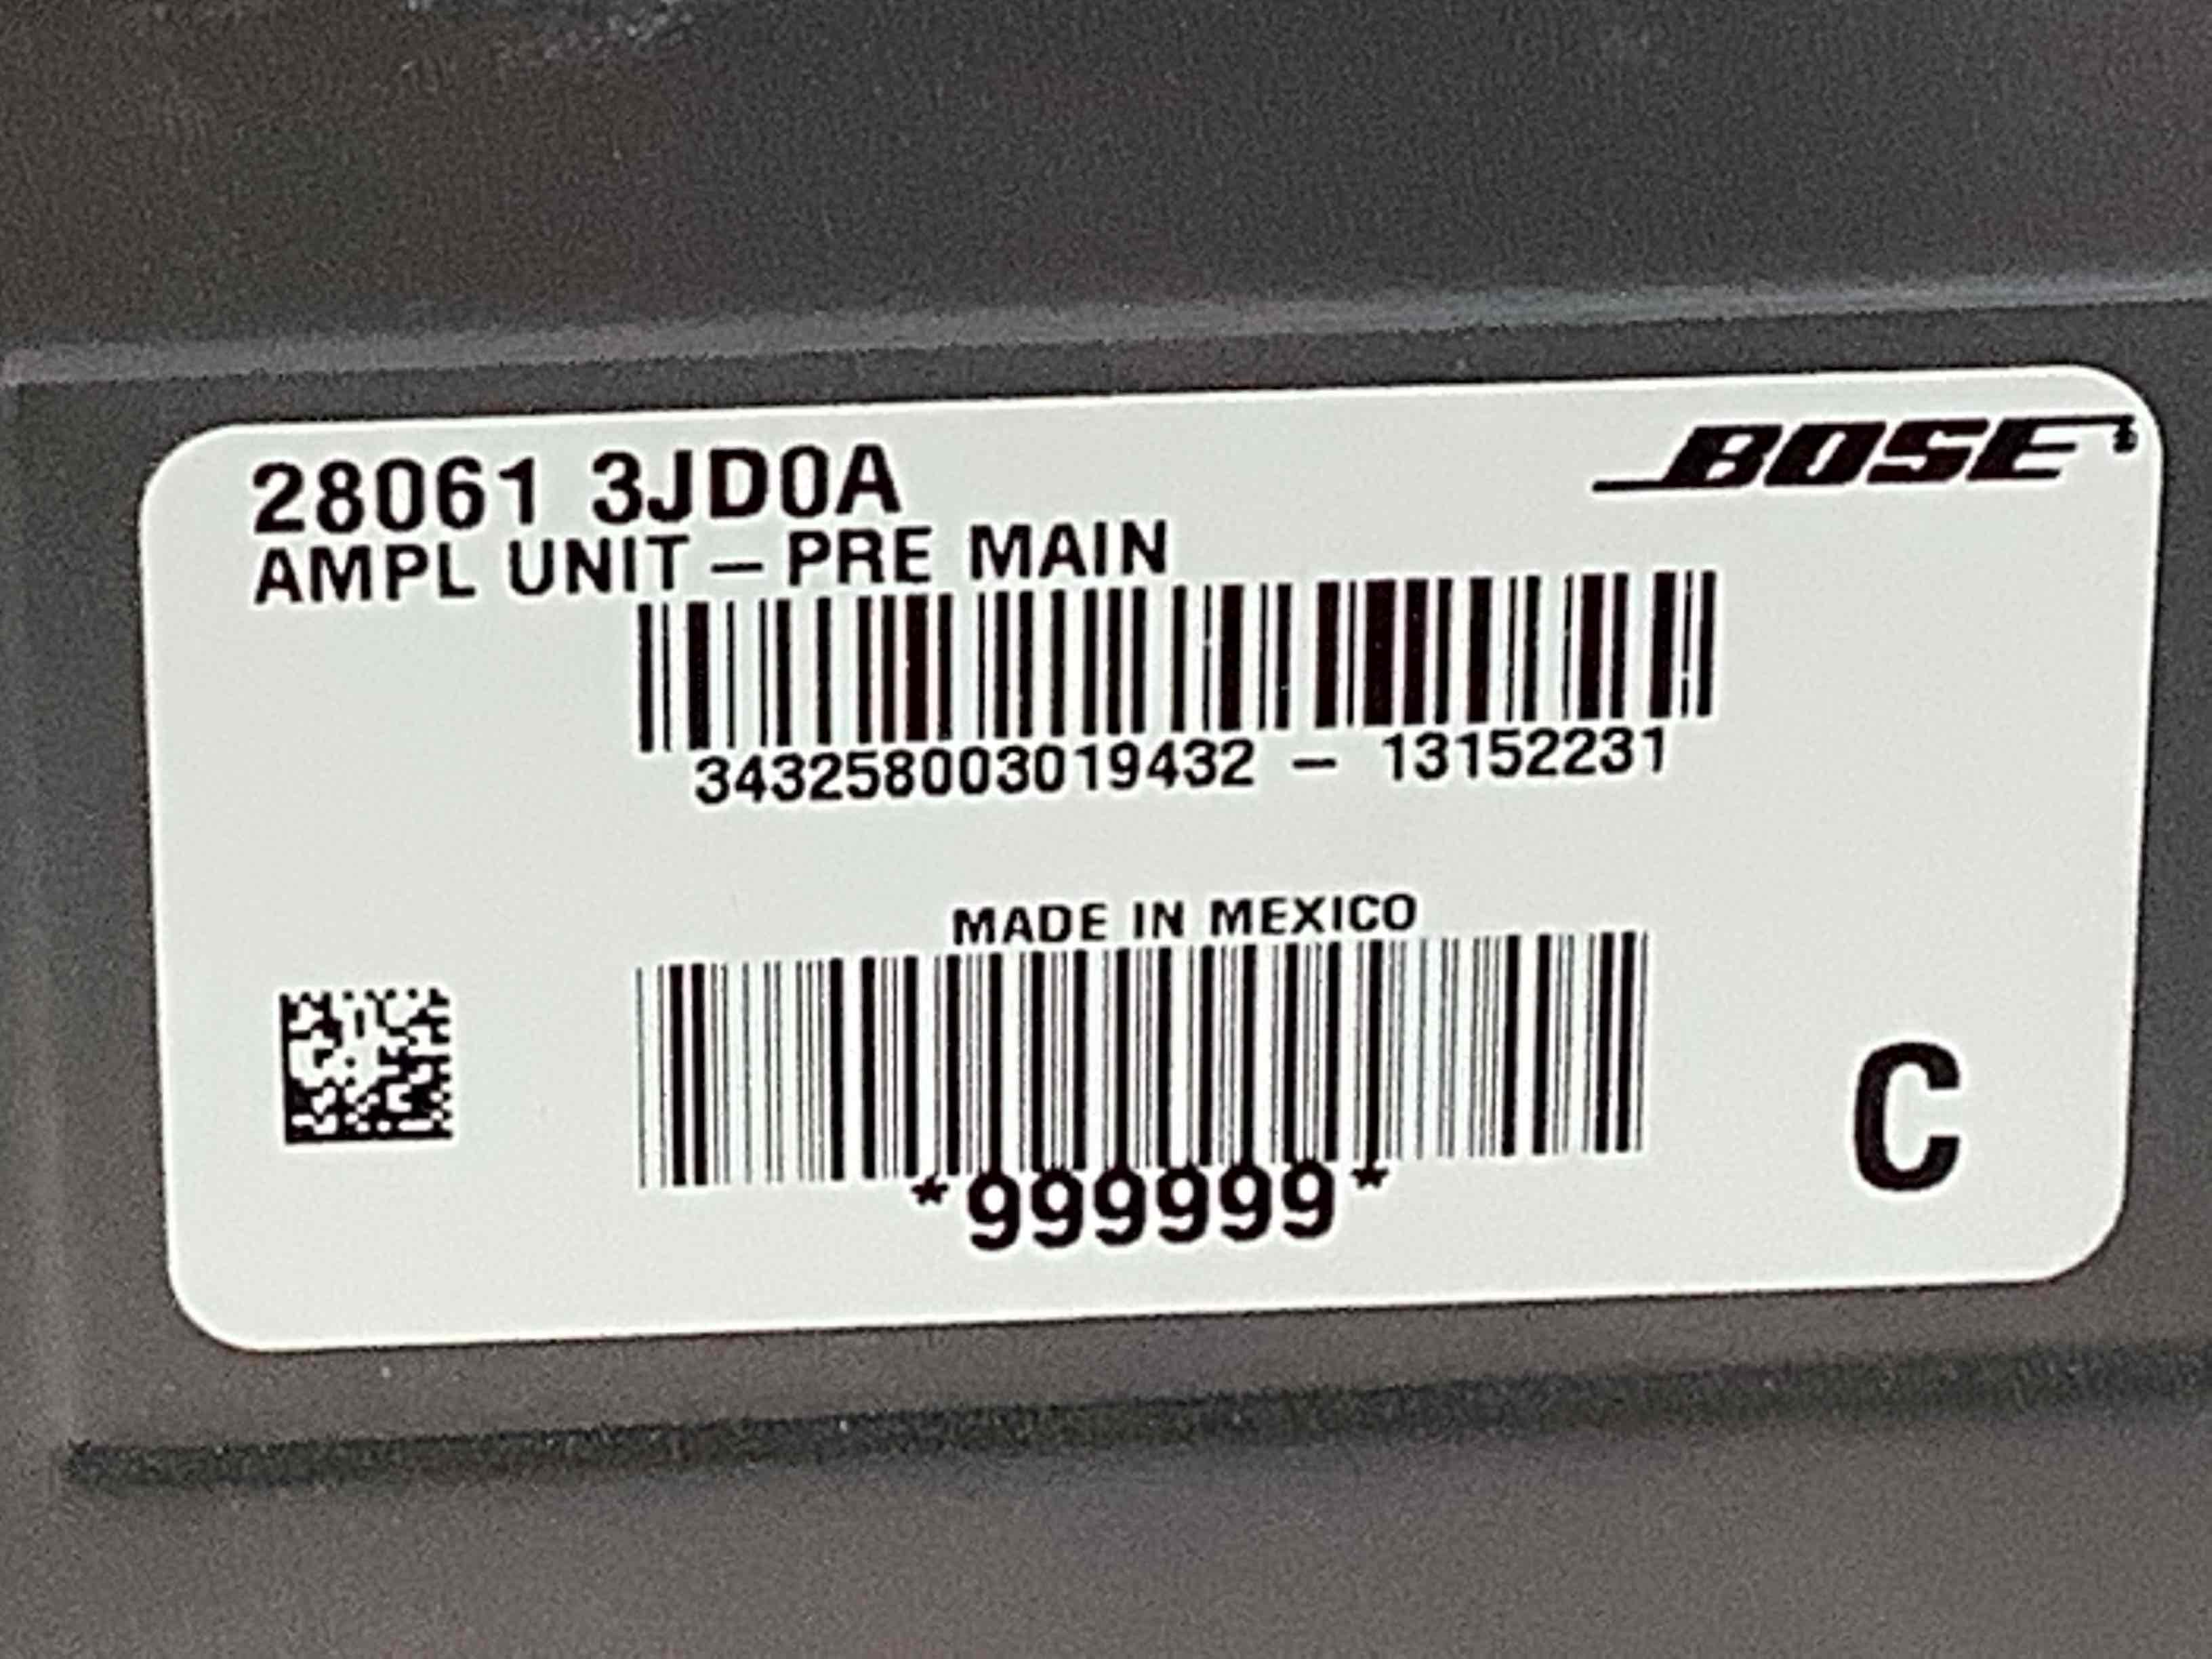 28061 3JD0A
BOSE
AMPL UNIT – PRE MAIN
343258003019432 – 13152231
MADE IN MEXICO
*999999*
C